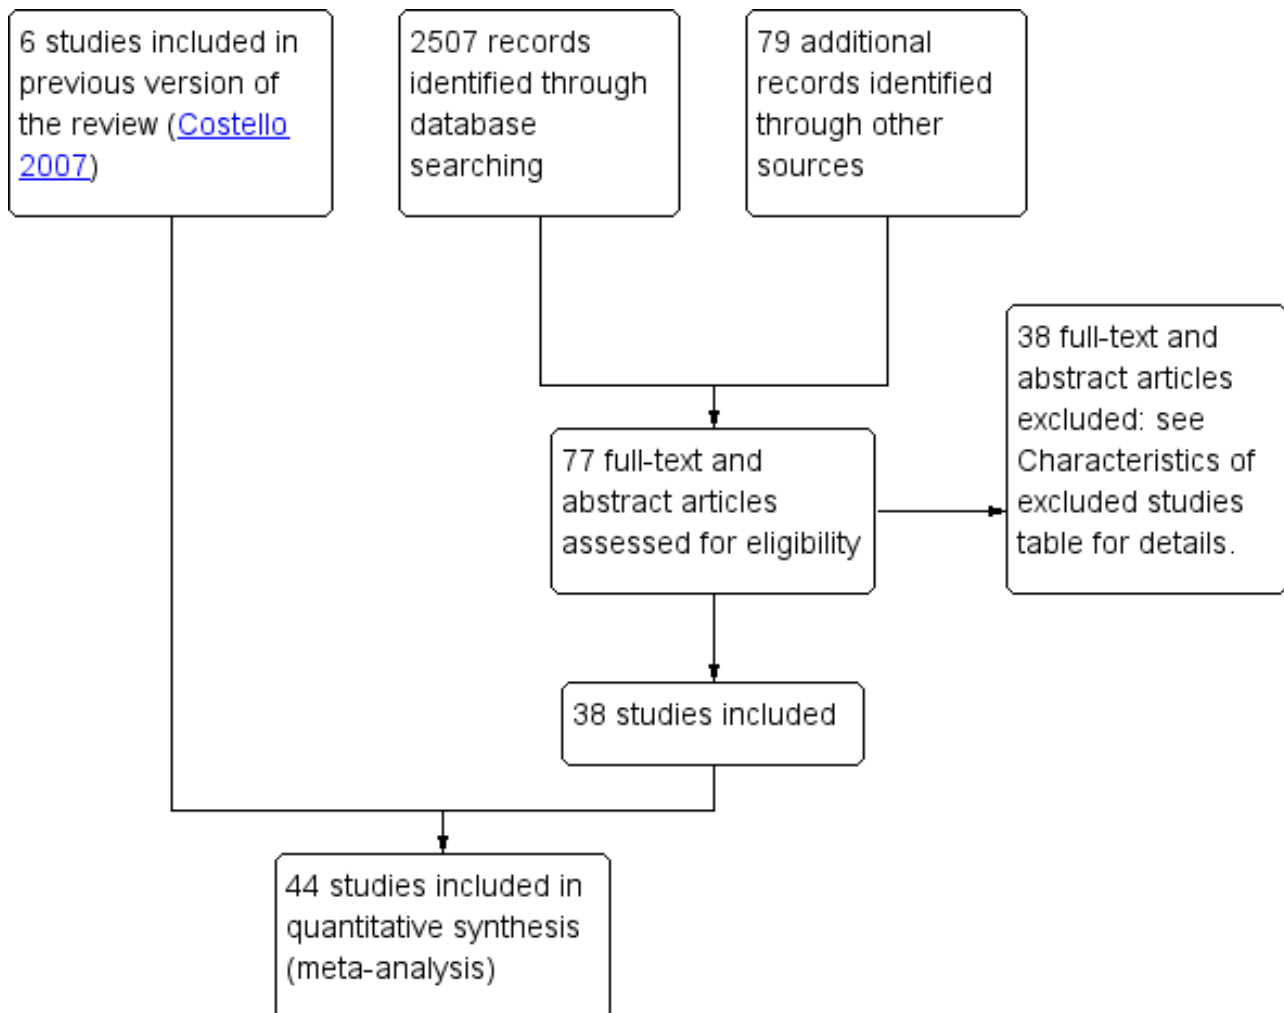 6 studies included in
previous version of
the review (Costello
2007)
2507 records
identified through
database
searching
79 additional
records identified
through other
sources
38 full-text and
abstract articles
excluded: see
Characteristics of
excluded studies
table for details.
77 full-text and
abstract articles
assessed for eligibility
38 studies included
44 studies included in
quantitative synthesis
(meta-analysis)